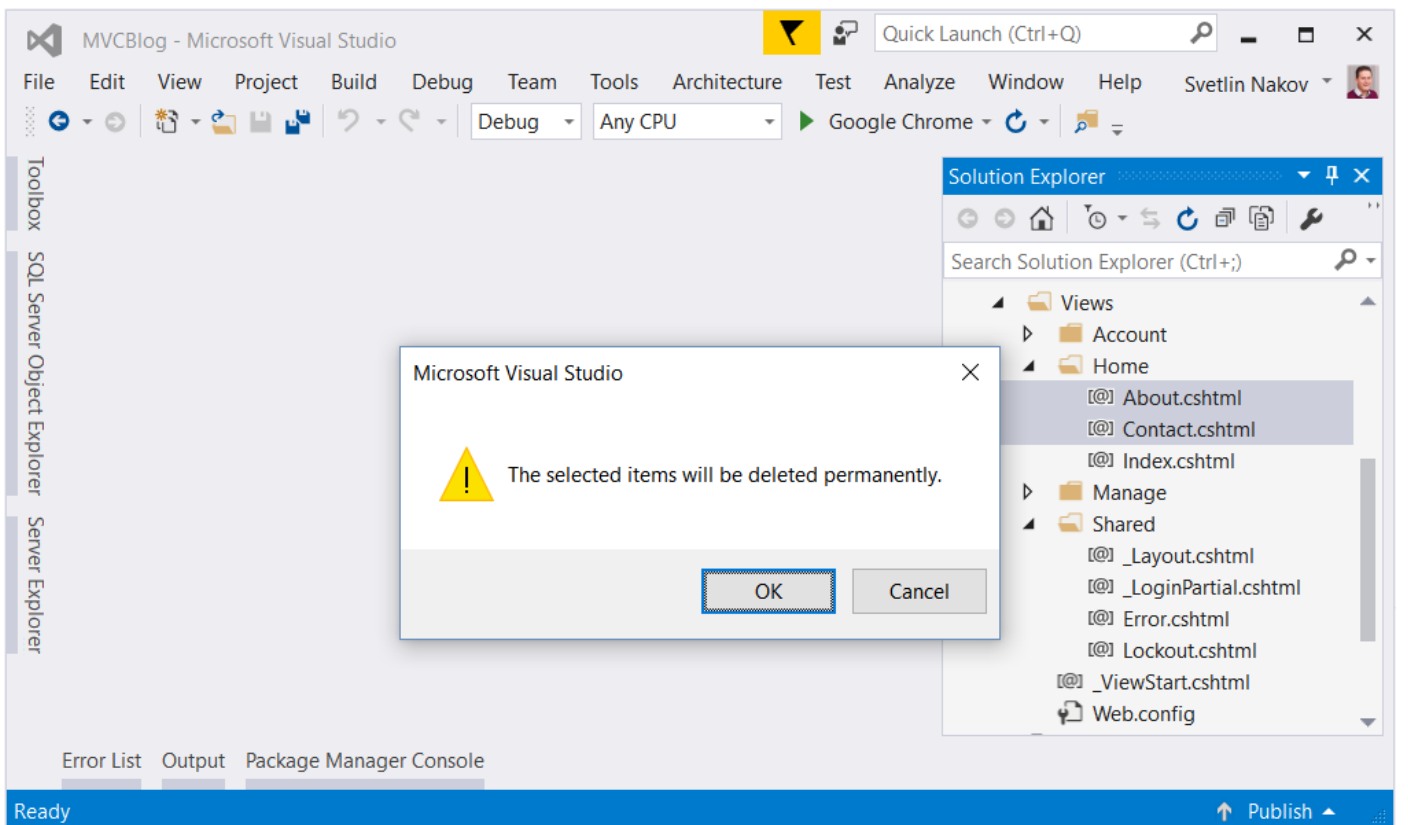 MVCBlog - Microsoft Visual Studio
Quick Launch (Ctrl+Q)
File Edit View Project Build Debug Team Tools Architecture Test Analyze Window Help Svetlin Nakov
Debug Any CPU Google Chrome
Toolbox
SQL Server Object Explorer
Server Explorer
Solution Explorer
Search Solution Explorer (Ctrl+;)
Views
Account
Home
[@] About.cshtml
[@] Contact.cshtml
[@] Index.cshtml
Manage
Shared
[@] _Layout.cshtml
[@] _LoginPartial.cshtml
[@] Error.cshtml
[@] Lockout.cshtml
[@] _ViewStart.cshtml
Web.config
Microsoft Visual Studio
The selected items will be deleted permanently.
OK Cancel
Error List Output Package Manager Console
Ready Publish